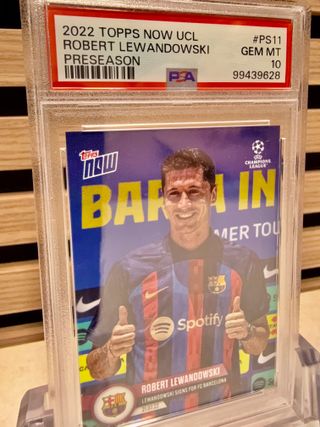 2022 TOPPS NOW UCL #PS11
ROBERT LEWANDOWSKI GEM MT
PRESEASON 10
PSA 99439628
Topps NOW
CHAMPIONS LEAGUE
BARÇA IN
MER TOU
Spotify
ROBERT LEWANDOWSKI
LEWANDOWSKI SIGNS FOR FC BARCELONA